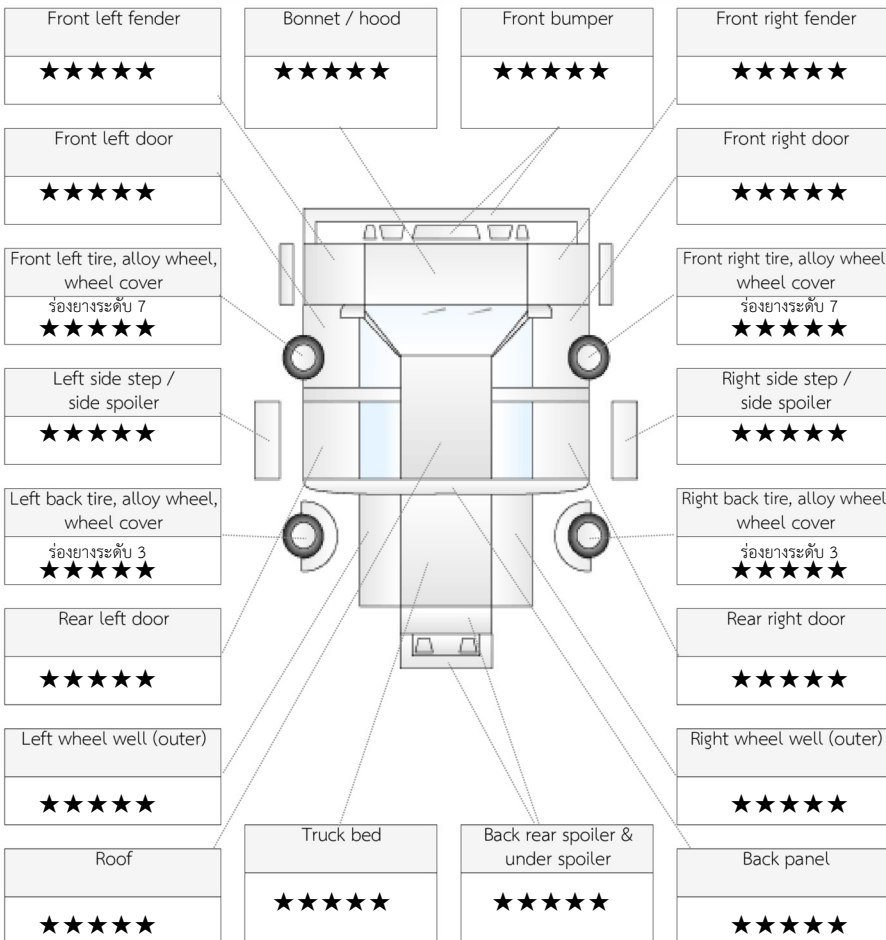 Front left fender
★★★★★
Bonnet / hood
★★★★★
Front bumper
★★★★★
Front right fender
★★★★★
Front left door
★★★★★
Front right door
★★★★★
Front left tire, alloy wheel,
wheel cover
ร่องยางระดับ 7
★★★★★
Front right tire, alloy wheel
wheel cover
ร่องยางระดับ 7
★★★★★
Left side step /
side spoiler
★★★★★
Right side step /
side spoiler
★★★★★
Left back tire, alloy wheel,
wheel cover
ร่องยางระดับ 3
★★★★★
Right back tire, alloy wheel
wheel cover
ร่องยางระดับ 3
★★★★★
Rear left door
★★★★★
Rear right door
★★★★★
Left wheel well (outer)
★★★★★
Right wheel well (outer)
★★★★★
Roof
★★★★★
Truck bed
★★★★★
Back rear spoiler &
under spoiler
★★★★★
Back panel
★★★★★